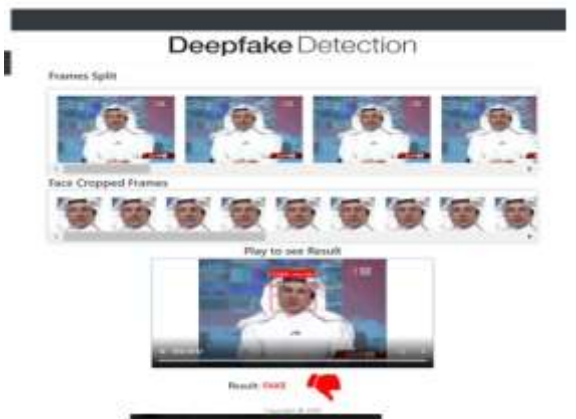 Deepfake Detection
Frames Split
Face Cropped Frames
Play to see Result
Result: FAKE